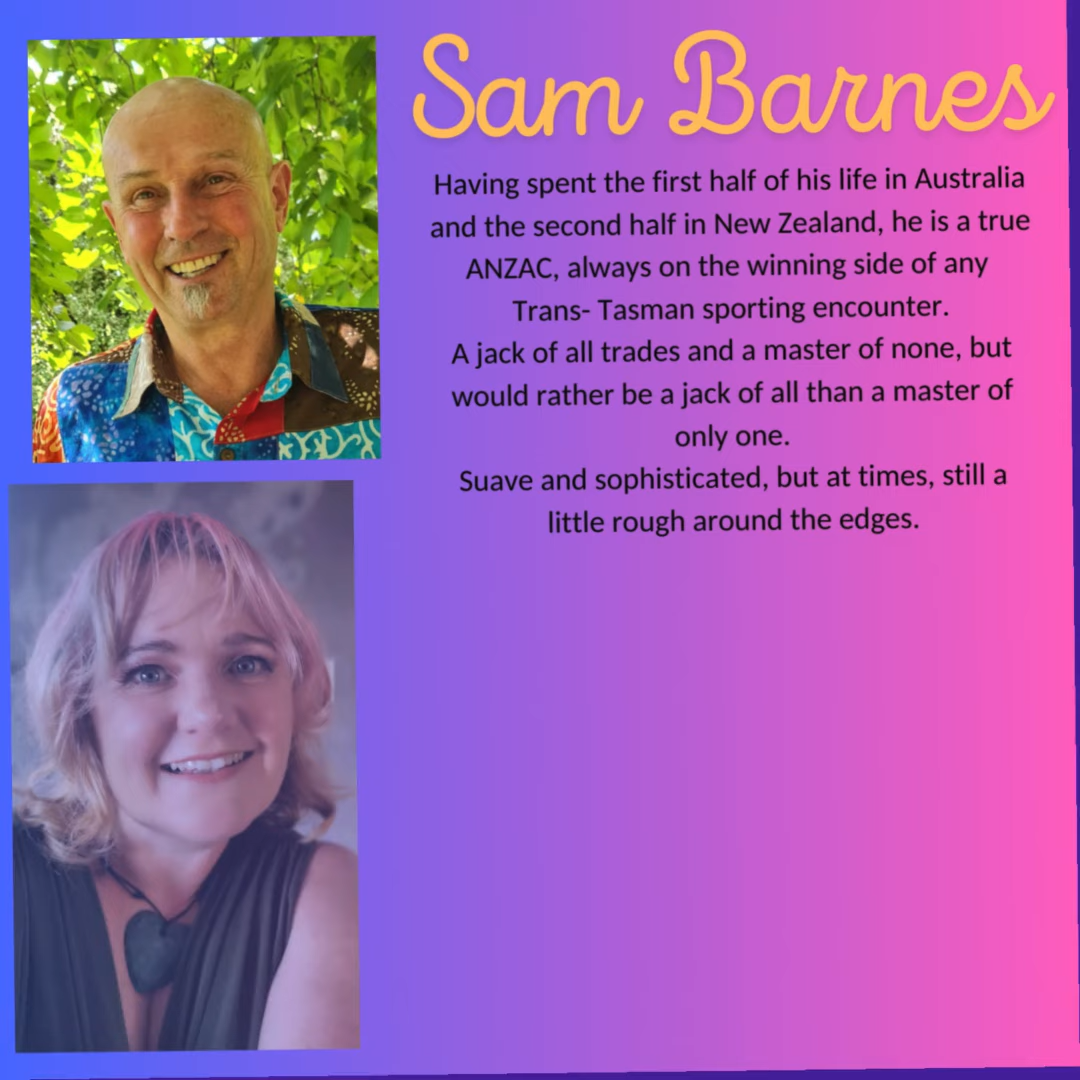 Sam Barnes
Having spent the first half of his life in Australia
and the second half in New Zealand, he is a true
ANZAC, always on the winning side of any
Trans- Tasman sporting encounter.
A jack of all trades and a master of none, but
would rather be a jack of all than a master of
only one.
Suave and sophisticated, but at times, still a
little rough around the edges.